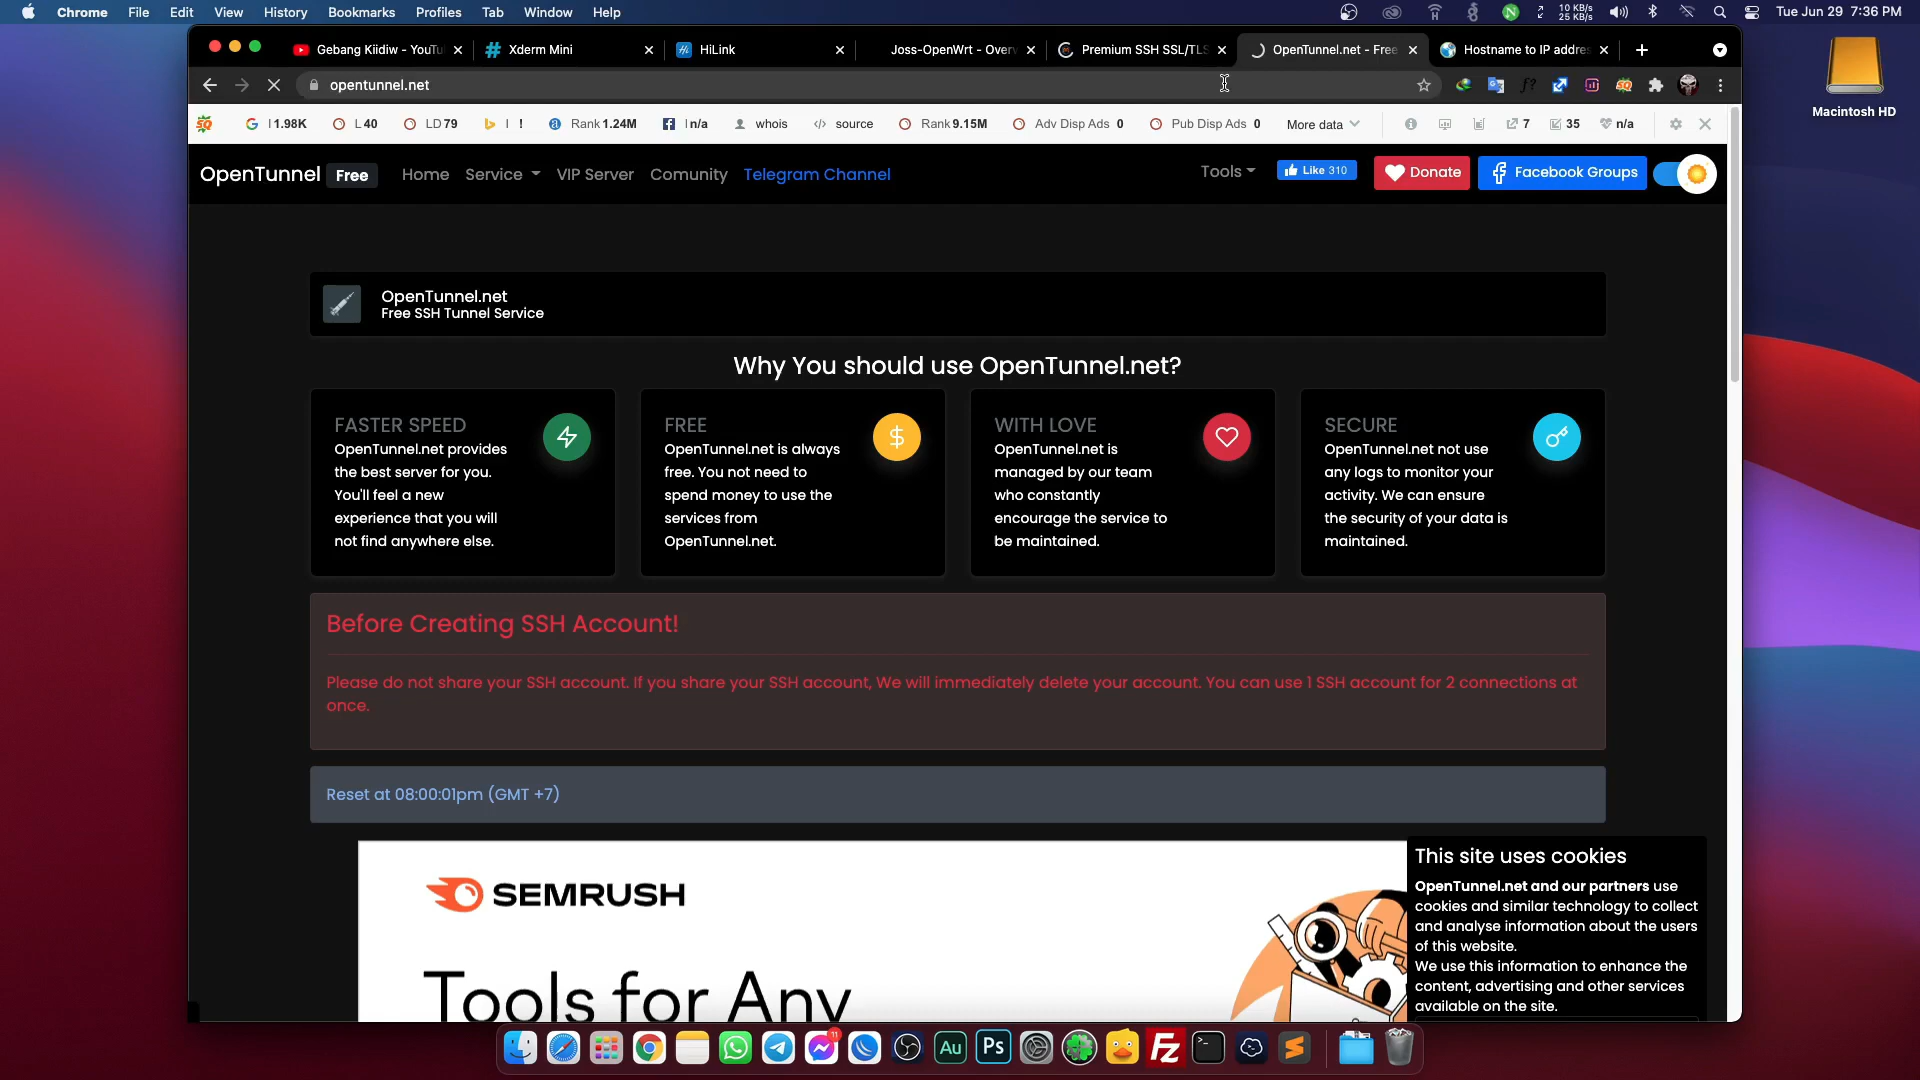 Chrome File Edit View History Bookmarks Profiles Tab Window Help
10 KB/s
25 KB/s
Tue Jun 29 7:36 PM
Gebang Kiidiw - YouTu
Xderm Mini
HiLink
Joss-OpenWrt - Overv
Premium SSH SSL/TLS
OpenTunnel.net - Free
Hostname to IP addres
opentunnel.net
Macintosh HD
SQ
I 1.98K
L 40
LD 79
I !
Rank 1.24M
I n/a
whois
source
Rank 9.15M
Adv Disp Ads 0
Pub Disp Ads 0
More data
7
35
n/a
OpenTunnel Free
Home Service VIP Server Comunity Telegram Channel
Tools
Like 310
Donate
Facebook Groups
OpenTunnel.net
Free SSH Tunnel Service
Why You should use OpenTunnel.net?
FASTER SPEED
OpenTunnel.net provides
the best server for you.
You'll feel a new
experience that you will
not find anywhere else.
FREE
OpenTunnel.net is always
free. You not need to
spend money to use the
services from
OpenTunnel.net.
WITH LOVE
OpenTunnel.net is
managed by our team
who constantly
encourage the service to
be maintained.
SECURE
OpenTunnel.net not use
any logs to monitor your
activity. We can ensure
the security of your data is
maintained.
Before Creating SSH Account!
Please do not share your SSH account. If you share your SSH account, We will immediately delete your account. You can use 1 SSH account for 2 connections at
once.
Reset at 08:00:01pm (GMT +7)
SEMRUSH
Tools for Any
This site uses cookies
OpenTunnel.net and our partners use
cookies and similar technology to collect
and analyse information about the users
of this website.
We use this information to enhance the
content, advertising and other services
available on the site.
11
Au
Ps
Fz